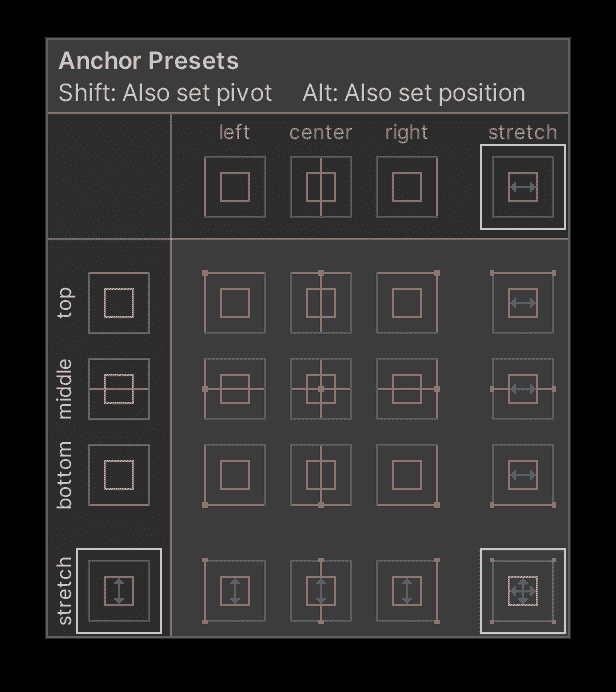 Anchor Presets
Shift: Also set pivot Alt: Also set position
left center right stretch
top
middle
bottom
stretch